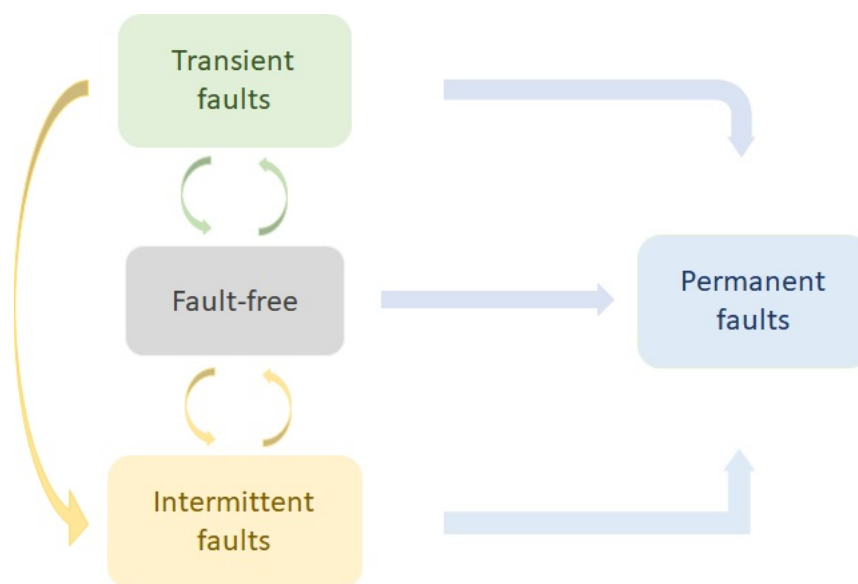 Transient
faults
Fault-free
Permanent
faults
Intermittent
faults